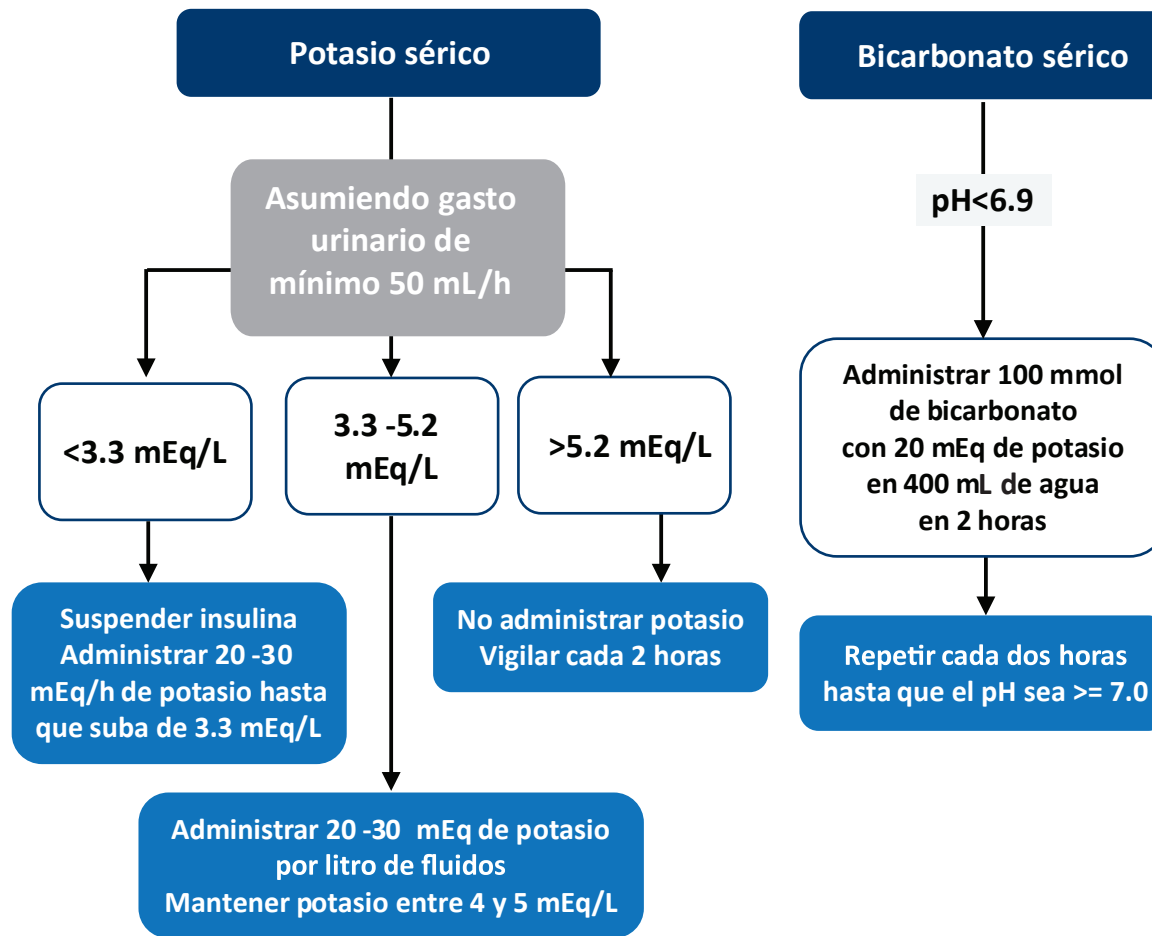 Potasio sérico
Asumiendo gasto
urinario de
mínimo 50 mL/h
<3.3 mEq/L
3.3 -5.2
mEq/L
>5.2 mEq/L
Suspender insulina
Administrar 20 -30
mEq/h de potasio hasta
que suba de 3.3 mEq/L
No administrar potasio
Vigilar cada 2 horas
Administrar 20 -30 mEq de potasio
por litro de fluidos
Mantener potasio entre 4 y 5 mEq/L
Bicarbonato sérico
pH<6.9
Administrar 100 mmol
de bicarbonato
con 20 mEq de potasio
en 400 mL de agua
en 2 horas
Repetir cada dos horas
hasta que el pH sea >= 7.0